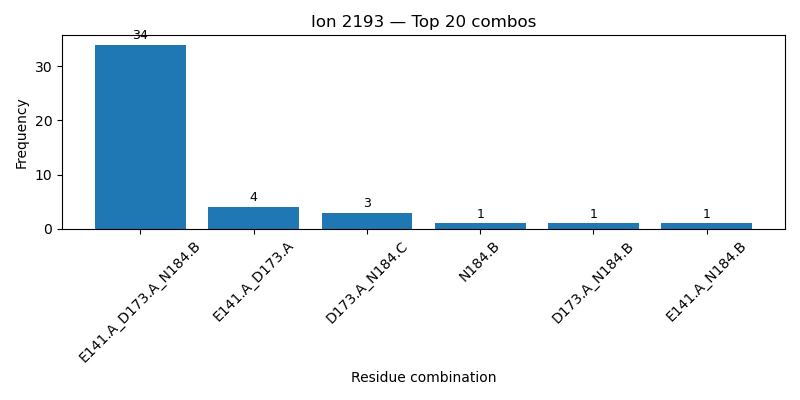 Ion 2193 — Top 20 combos
Frequency
30
20
10
0
34
4
3
1
1
1
E141.A_D173.A_N184.B
E141.A_D173.A
D173.A_N184.C
N184.B
D173.A_N184.B
E141.A_N184.B
Residue combination